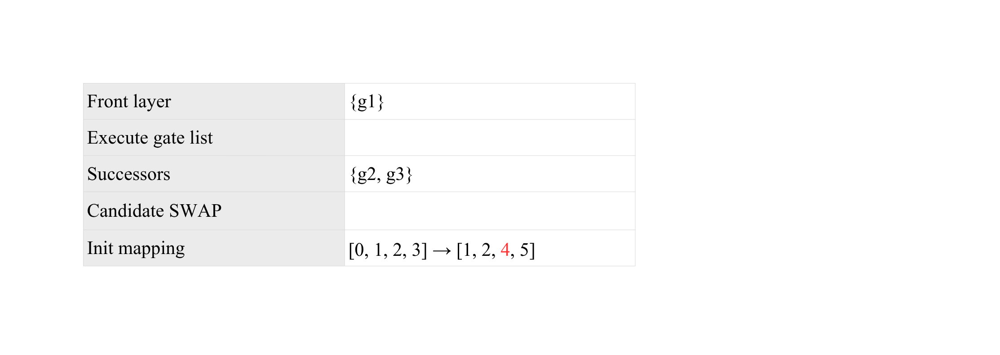 Front layer {g1}
Execute gate list
Successors {g2, g3}
Candidate SWAP
Init mapping [0, 1, 2, 3] → [1, 2, 4, 5]